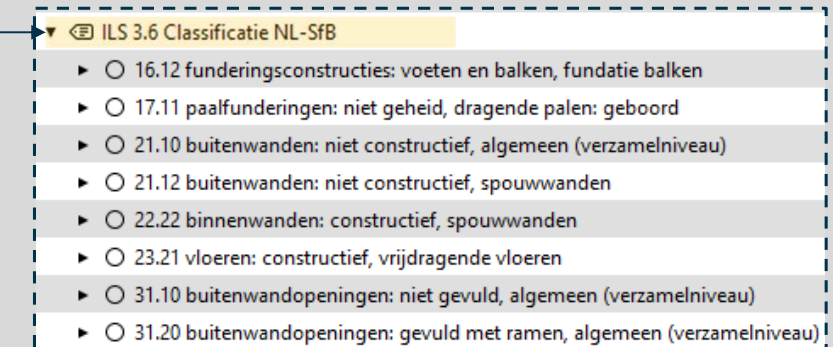 ILS 3.6 Classificatie NL-SfB
16.12 funderingsconstructies: voeten en balken, fundatie balken
17.11 paalfunderingen: niet geheid, dragende palen: geboord
21.10 buitenwanden: niet constructief, algemeen (verzamelniveau)
21.12 buitenwanden: niet constructief, spouwwanden
22.22 binnenwanden: constructief, spouwwanden
23.21 vloeren: constructief, vrijdragende vloeren
31.10 buitenwandopeningen: niet gevuld, algemeen (verzamelniveau)
31.20 buitenwandopeningen: gevuld met ramen, algemeen (verzamelniveau)